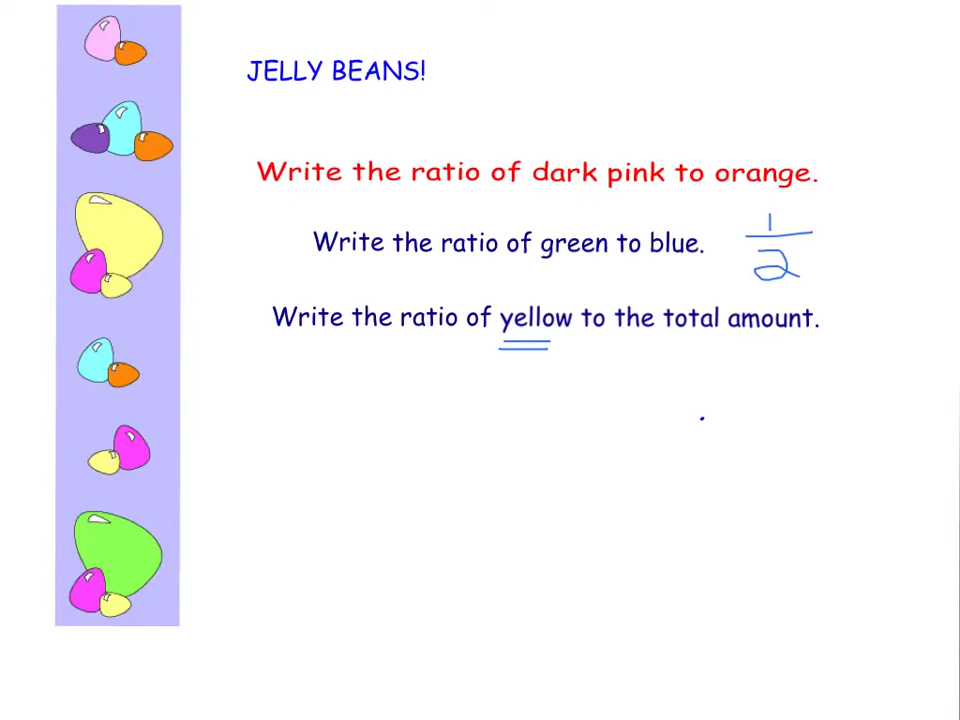 JELLY BEANS!
Write the ratio of dark pink to orange.
Write the ratio of green to blue. 1/2
Write the ratio of yellow to the total amount.